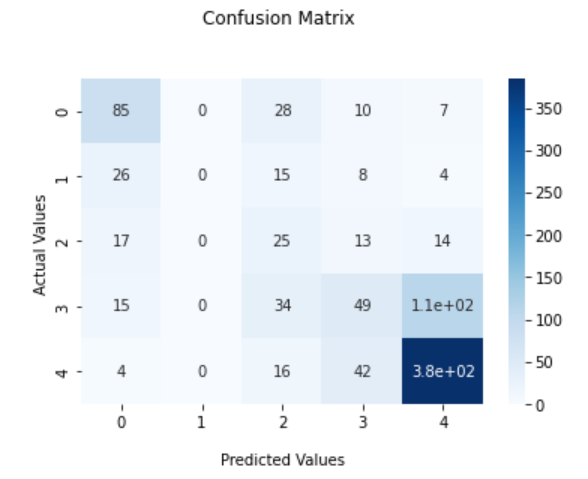 Confusion Matrix
0 85 0 28 10 7
1 26 0 15 8 4
2 17 0 25 13 14
3 15 0 34 49 1.1e+02
4 4 0 16 42 3.8e+02
0 1 2 3 4
Actual Values
Predicted Values
350
300
250
200
150
100
50
0